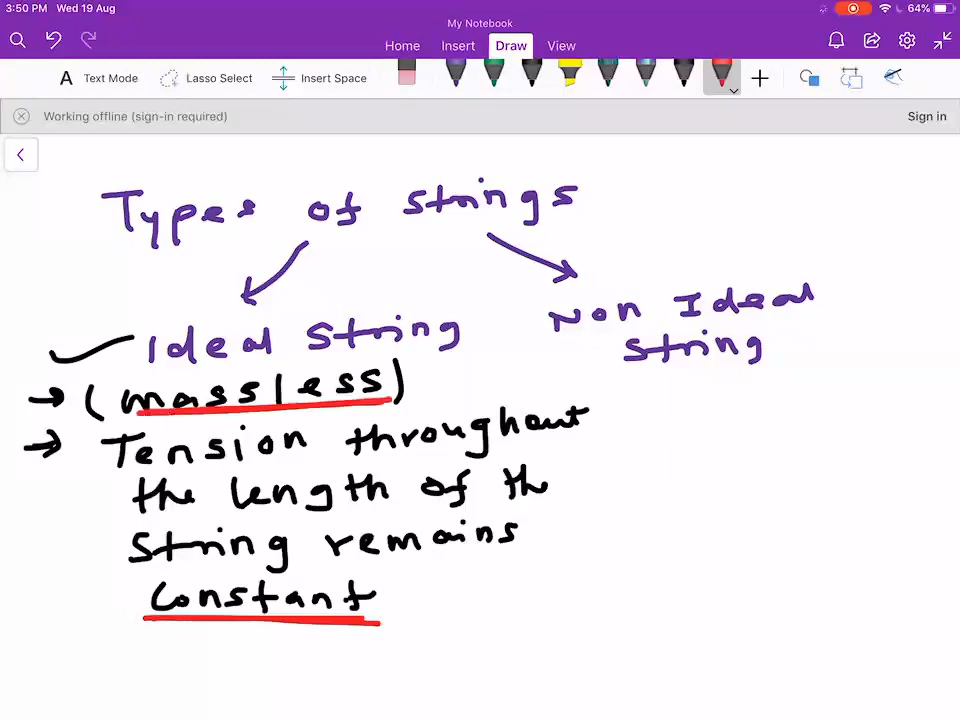 3:50 PM Wed 19 Aug
64%
My Notebook
Home Insert Draw View
Text Mode Lasso Select Insert Space
Working offline (sign-in required) Sign in
Types of strings
Ideal string
Non Ideal
string
→ (massless)
→ Tension throughout
the length of the
string remains
constant